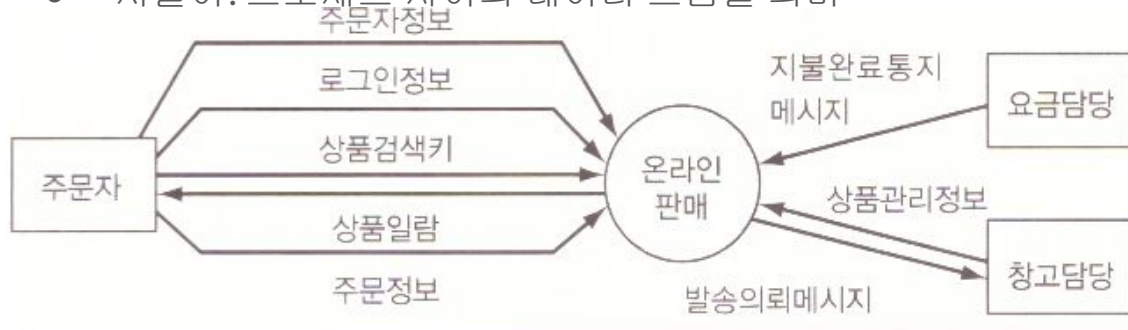 주문자정보
로그인정보
상품검색키
상품일람
주문정보
주문자
온라인
판매
지불완료통지
메시지
요금담당
상품관리정보
발송의뢰메시지
창고담당